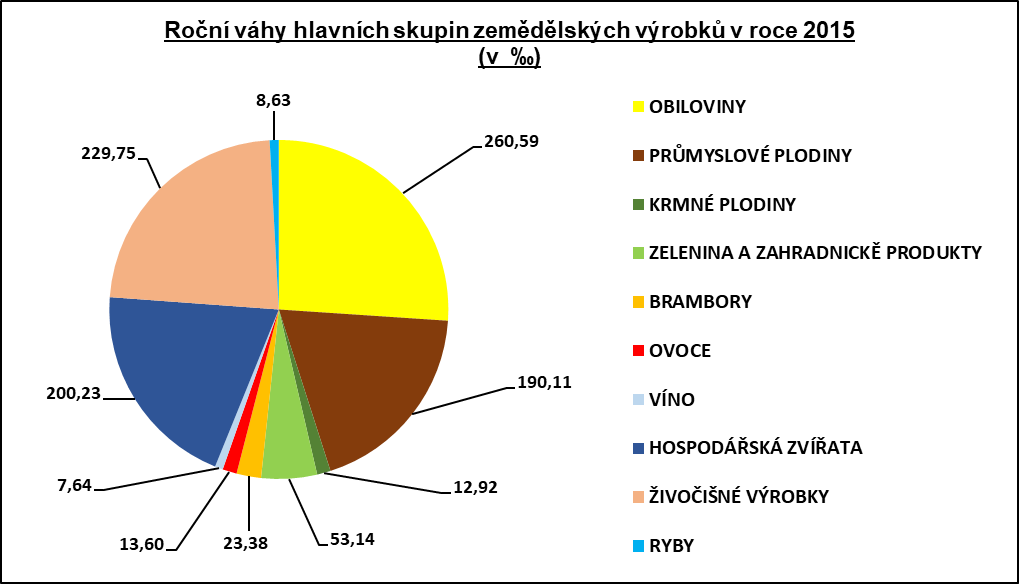 Roční váhy hlavních skupin zemědělských výrobků v roce 2015
(v ‰)
8,63
260,59
229,75
190,11
200,23
12,92
7,64
53,14
23,38
13,60
OBILOVINY
PRŮMYSLOVÉ PLODINY
KRMNÉ PLODINY
ZELENINA A ZAHRADNICKĚ PRODUKTY
BRAMBORY
OVOCE
VÍNO
HOSPODÁŘSKÁ ZVÍŘATA
ŽIVOČIŠNÉ VÝROBKY
RYBY